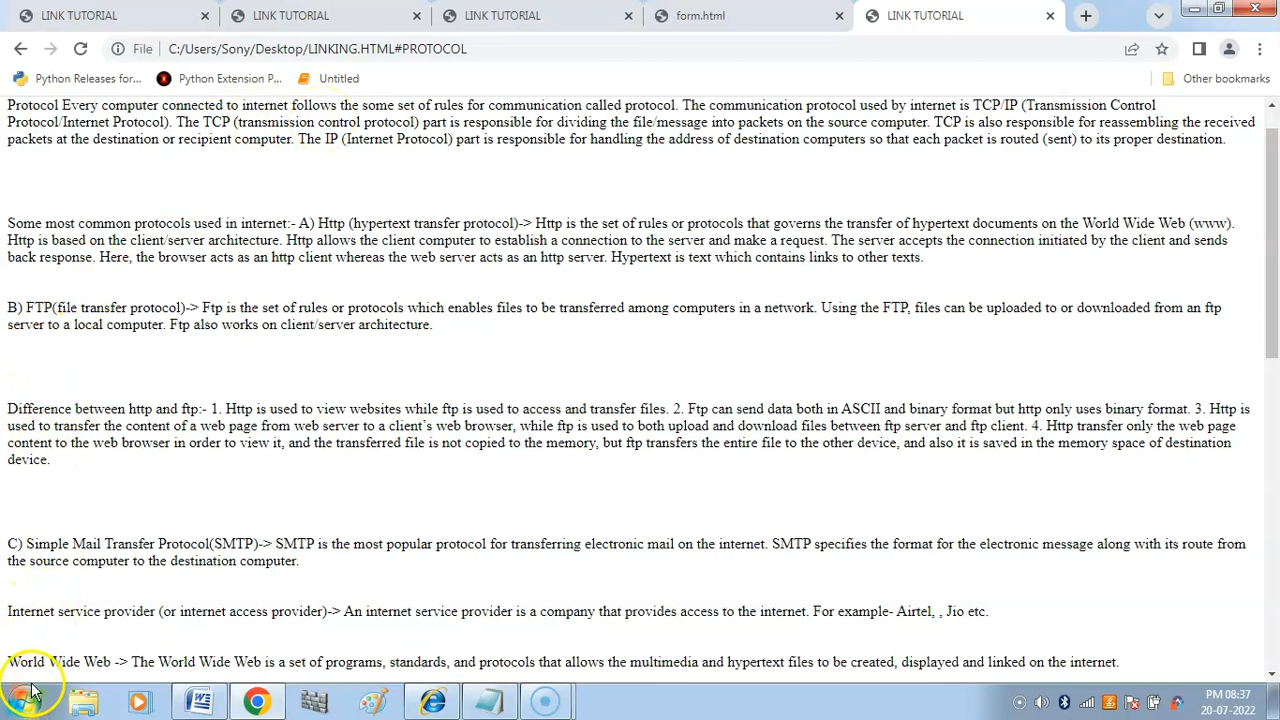 LINK TUTORIAL
LINK TUTORIAL
LINK TUTORIAL
form.html
LINK TUTORIAL
File
C:/Users/Sony/Desktop/LINKING.HTML#PROTOCOL
Python Releases for...
Python Extension P...
Untitled
Other bookmarks
Protocol Every computer connected to internet follows the some set of rules for communication called protocol. The communication protocol used by internet is TCP/IP (Transmission Control
Protocol/Internet Protocol). The TCP (transmission control protocol) part is responsible for dividing the file/message into packets on the source computer. TCP is also responsible for reassembling the received
packets at the destination or recipient computer. The IP (Internet Protocol) part is responsible for handling the address of destination computers so that each packet is routed (sent) to its proper destination.
Some most common protocols used in internet:- A) Http (hypertext transfer protocol)-> Http is the set of rules or protocols that governs the transfer of hypertext documents on the World Wide Web (www).
Http is based on the client/server architecture. Http allows the client computer to establish a connection to the server and make a request. The server accepts the connection initiated by the client and sends
back response. Here, the browser acts as an http client whereas the web server acts as an http server. Hypertext is text which contains links to other texts.
B) FTP(file transfer protocol)-> Ftp is the set of rules or protocols which enables files to be transferred among computers in a network. Using the FTP, files can be uploaded to or downloaded from an ftp
server to a local computer. Ftp also works on client/server architecture.
Difference between http and ftp:- 1. Http is used to view websites while ftp is used to access and transfer files. 2. Ftp can send data both in ASCII and binary format but http only uses binary format. 3. Http is
used to transfer the content of a web page from web server to a client's web browser, while ftp is used to both upload and download files between ftp server and ftp client. 4. Http transfer only the web page
content to the web browser in order to view it, and the transferred file is not copied to the memory, but ftp transfers the entire file to the other device, and also it is saved in the memory space of destination
device.
C) Simple Mail Transfer Protocol(SMTP)-> SMTP is the most popular protocol for transferring electronic mail on the internet. SMTP specifies the format for the electronic message along with its route from
the source computer to the destination computer.
Internet service provider (or internet access provider)-> An internet service provider is a company that provides access to the internet. For example- Airtel, , Jio etc.
World Wide Web -> The World Wide Web is a set of programs, standards, and protocols that allows the multimedia and hypertext files to be created, displayed and linked on the internet.
PM 08:37
20-07-2022